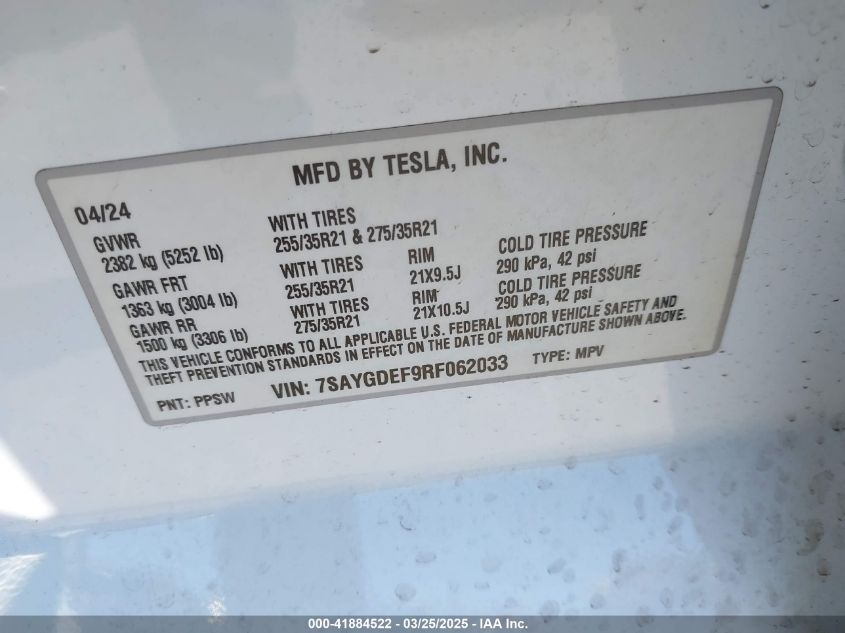 MFD BY TESLA, INC.
04/24
GVWR WITH TIRES
2382 kg (5252 lb) 255/35R21 & 275/35R21
GAWR FRT WITH TIRES RIM COLD TIRE PRESSURE
1363 kg (3004 lb) 255/35R21 21X9.5J 290 kPa, 42 psi
GAWR RR WITH TIRES RIM COLD TIRE PRESSURE
1500 kg (3306 lb) 275/35R21 21X10.5J 290 kPa, 42 psi
THIS VEHICLE CONFORMS TO ALL APPLICABLE U.S. FEDERAL MOTOR VEHICLE SAFETY AND
THEFT PREVENTION STANDARDS IN EFFECT ON THE DATE OF MANUFACTURE SHOWN ABOVE.
PNT: PPSW VIN: 7SAYGDEF9RF062033 TYPE: MPV
000-41884522 - 03/25/2025 - IAA Inc.